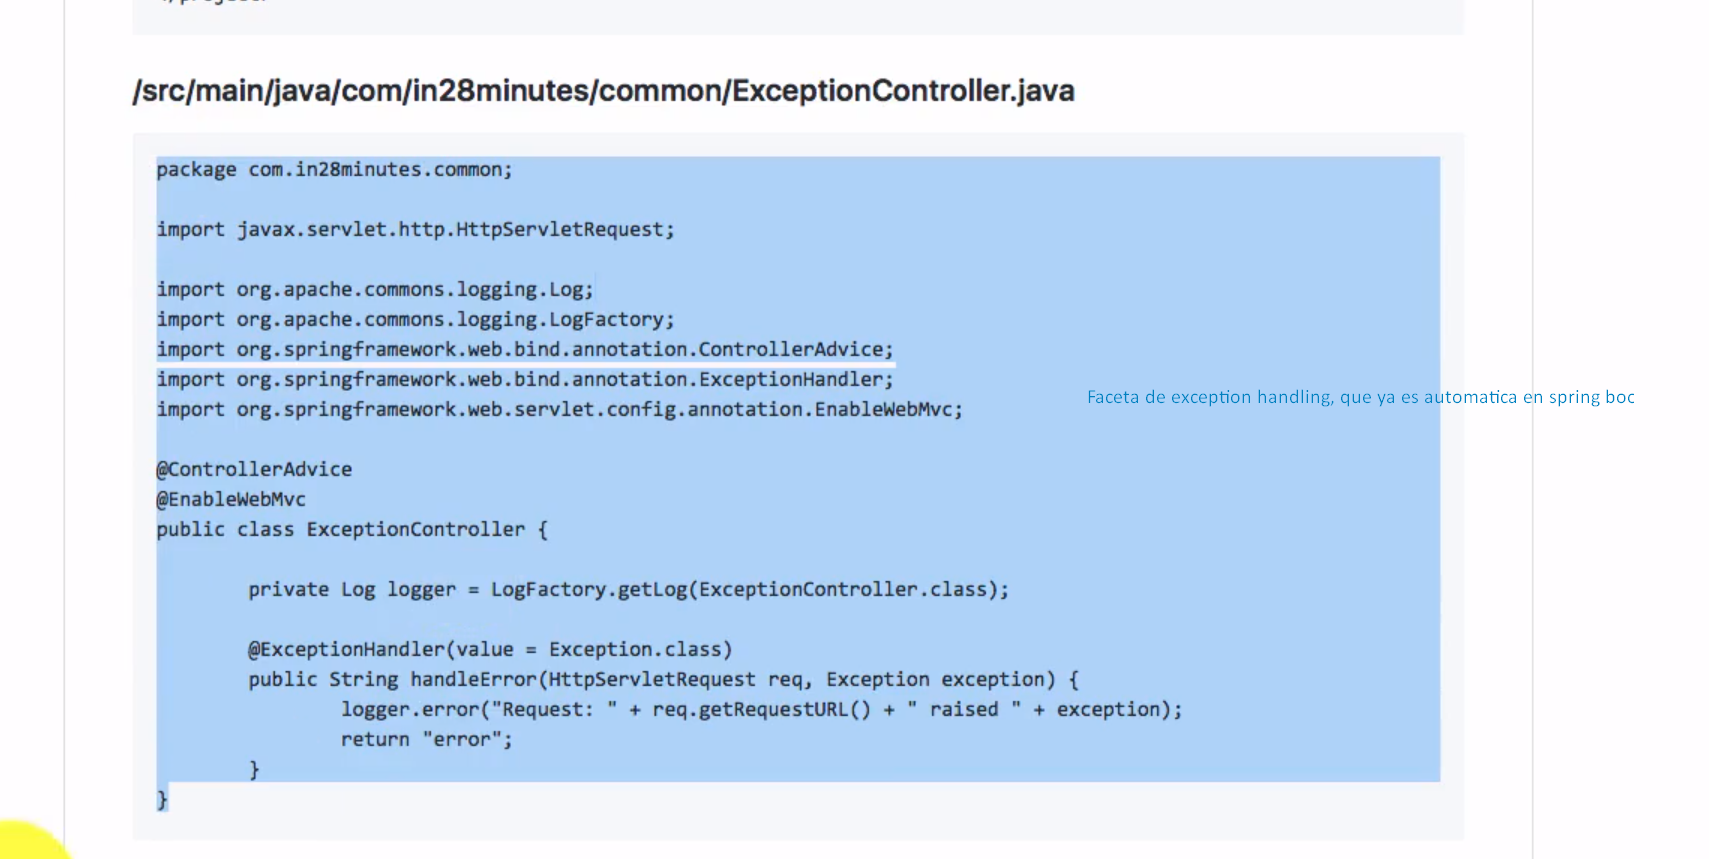 /src/main/java/com/in28minutes/common/ExceptionController.java
package com.in28minutes.common;
import javax.servlet.http.HttpServletRequest;
import org.apache.commons.logging.Log;
import org.apache.commons.logging.LogFactory;
import org.springframework.web.bind.annotation.ControllerAdvice;
import org.springframework.web.bind.annotation.ExceptionHandler;
import org.springframework.web.servlet.config.annotation.EnableWebMvc;
Faceta de exception handling, que ya es automatica en spring boc
@ControllerAdvice
@EnableWebMvc
public class ExceptionController {
private Log logger = LogFactory.getLog(ExceptionController.class);
@ExceptionHandler(value = Exception.class)
public String handleError(HttpServletRequest req, Exception exception) {
logger.error("Request: " + req.getRequestURL() + " raised " + exception);
return "error";
}
}